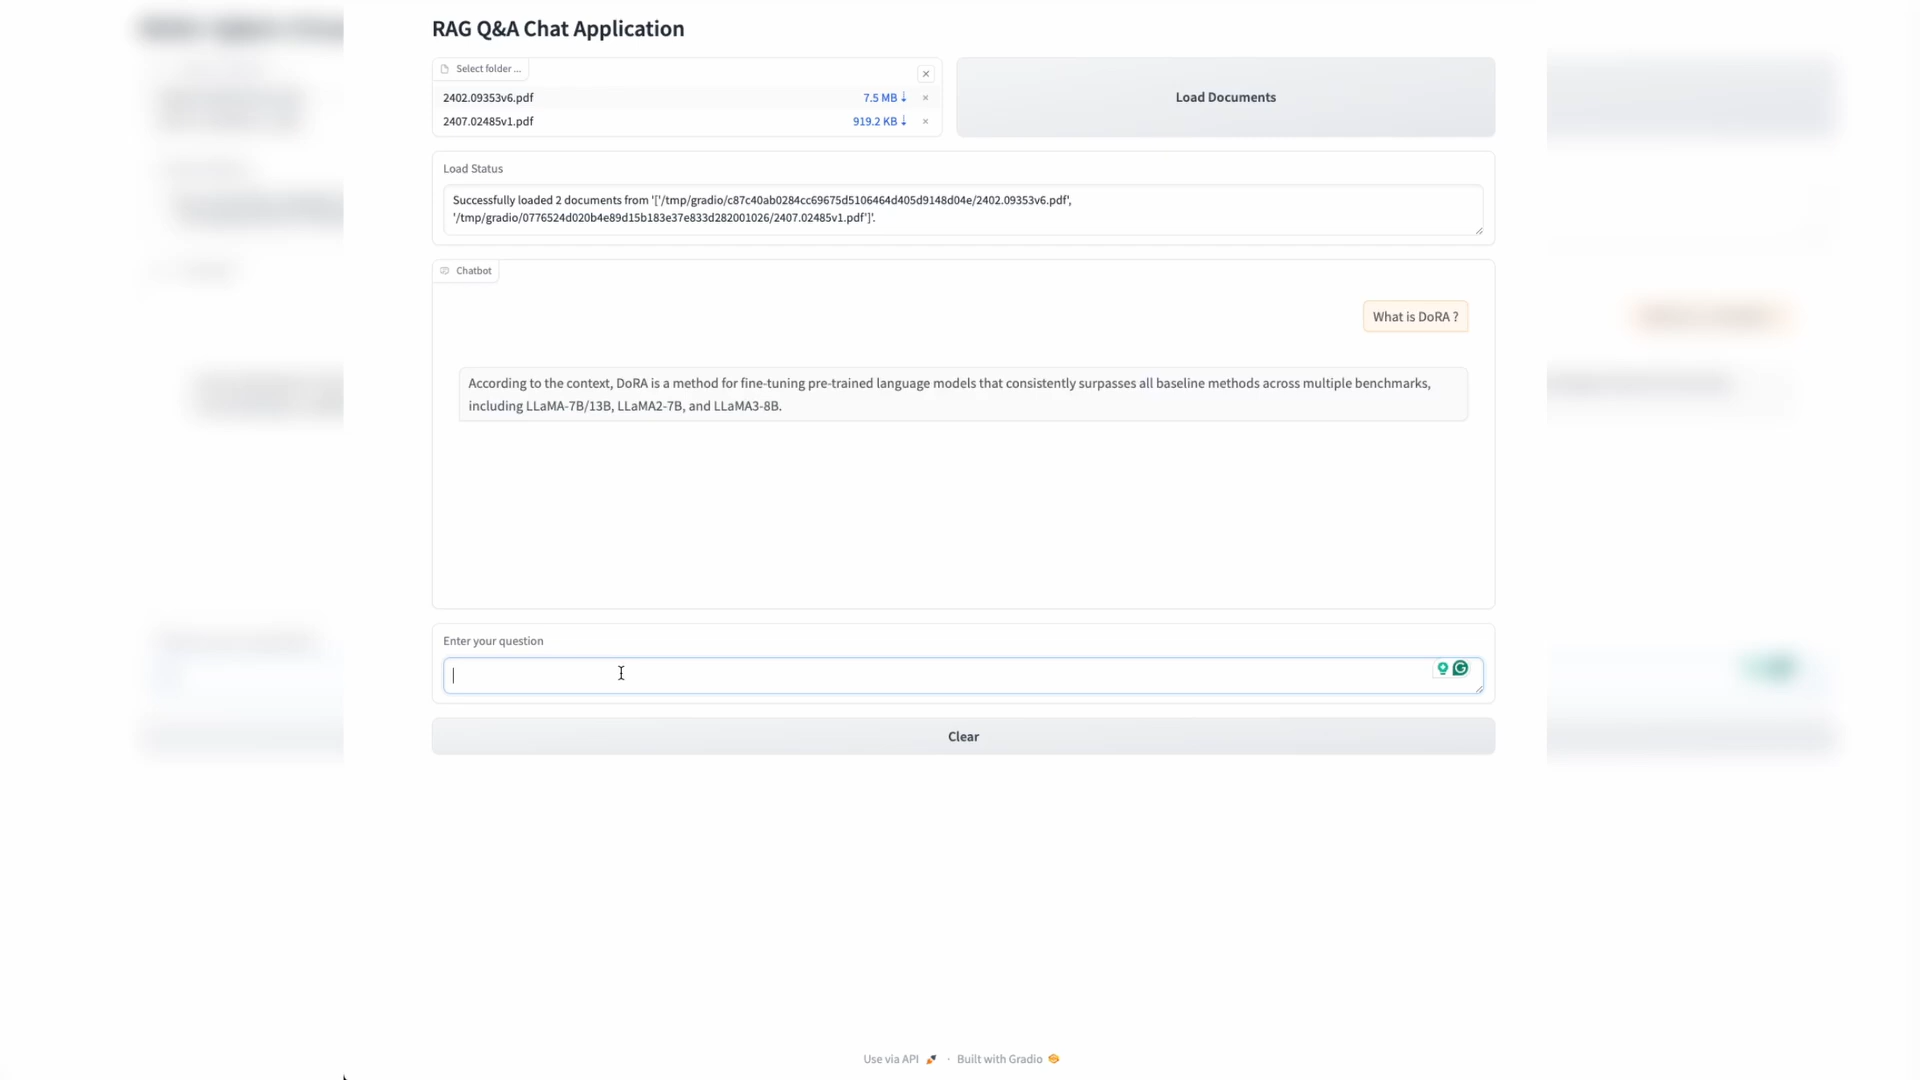 RAG Q&A Chat Application
Select folder ...
2402.09353v6.pdf 7.5 MB ↓ ×
2407.02485v1.pdf 919.2 KB ↓ ×
Load Documents
Load Status
Successfully loaded 2 documents from '['/tmp/gradio/c87c40ab0284cc69675d5106464d405d9148d04e/2402.09353v6.pdf',
'/tmp/gradio/0776524d020b4e89d15b183e37e833d282001026/2407.02485v1.pdf']'.
Chatbot
What is DoRA ?
According to the context, DoRA is a method for fine-tuning pre-trained language models that consistently surpasses all baseline methods across multiple benchmarks,
including LLaMA-7B/13B, LLaMA2-7B, and LLaMA3-8B.
Enter your question
Clear
Use via API · Built with Gradio